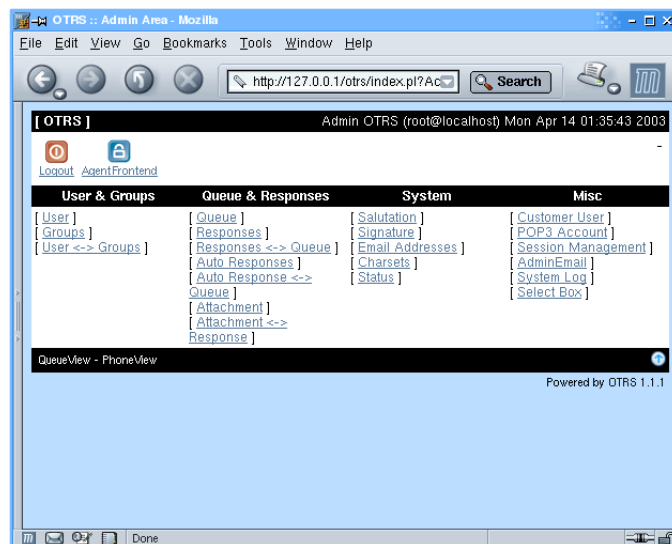 OTRS :: Admin Area - Mozilla
File Edit View Go Bookmarks Tools Window Help
http://127.0.0.1/otrs/index.pl?Ac
Search
[ OTRS ]
Admin OTRS (root@localhost) Mon Apr 14 01:35:43 2003
-
Logout AgentFrontend
User & Groups
[ User ]
[ Groups ]
[ User <-> Groups ]
Queue & Responses
[ Queue ]
[ Responses ]
[ Responses <-> Queue ]
[ Auto Responses ]
[ Auto Response <->
Queue ]
[ Attachment ]
[ Attachment <->
Response ]
System
[ Salutation ]
[ Signature ]
[ Email Addresses ]
[ Charsets ]
[ Status ]
Misc
[ Customer User ]
[ POP3 Account ]
[ Session Management ]
[ AdminEmail ]
[ System Log ]
[ Select Box ]
QueueView - PhoneView
Powered by OTRS 1.1.1
Done